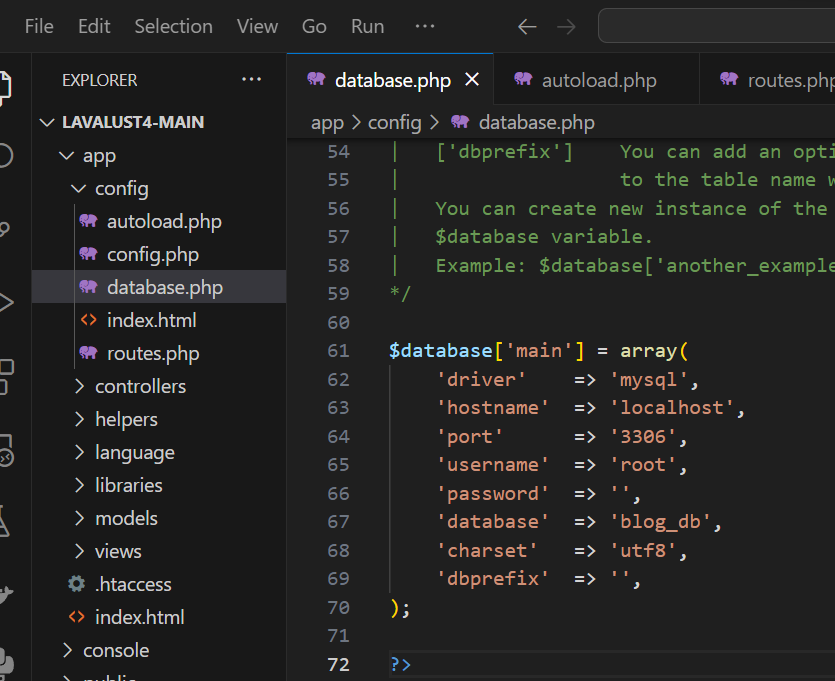 File Edit Selection View Go Run ...
EXPLORER ...
LAVALUST4-MAIN
app
config
autoload.php
config.php
database.php
index.html
routes.php
controllers
helpers
language
libraries
models
views
.htaccess
index.html
console
public
database.php autoload.php routes.php
app > config > database.php
54 | ['dbprefix'] You can add an opti
55 | to the table name w
56 | You can create new instance of the
57 | $database variable.
58 | Example: $database['another_example
59 */
60
61 $database['main'] = array(
62 'driver' => 'mysql',
63 'hostname' => 'localhost',
64 'port' => '3306',
65 'username' => 'root',
66 'password' => '',
67 'database' => 'blog_db',
68 'charset' => 'utf8',
69 'dbprefix' => '',
70 );
71
72 ?>